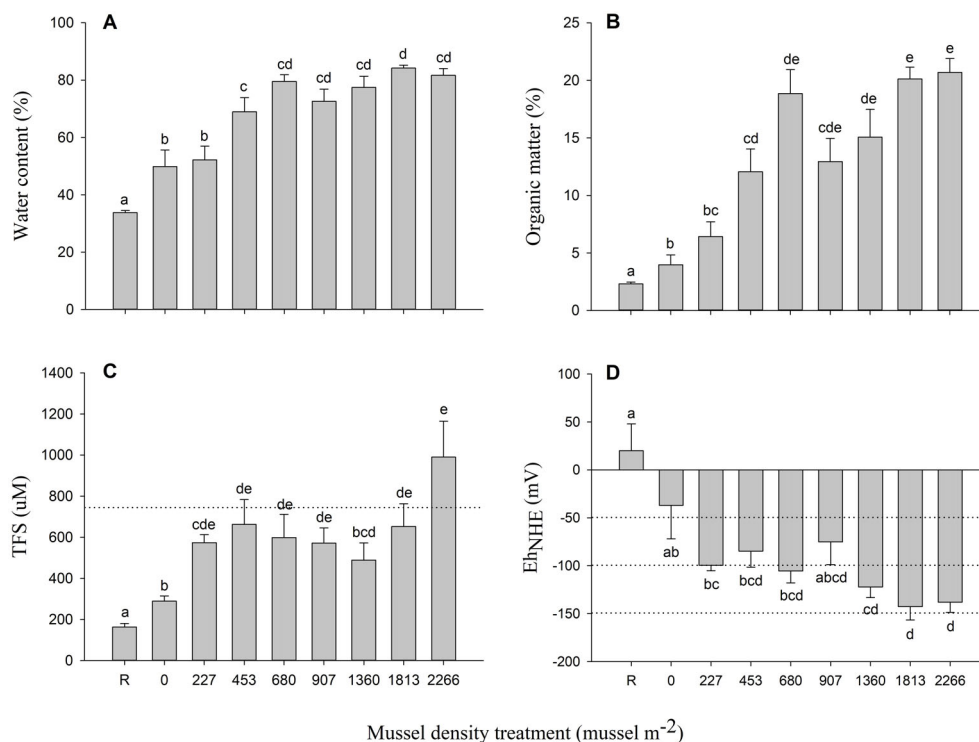 A
Water content (%)
100
80
60
40
20
0
a
b
b
c
cd
cd
cd
d
cd
B
Organic matter (%)
25
20
15
10
5
0
a
b
bc
cd
de
cde
de
e
e
C
TFS (uM)
1400
1200
1000
800
600
400
200
0
a
b
cde
de
de
de
bcd
de
e
R 0 227 453 680 907 1360 1813 2266
D
EhNHE (mV)
100
50
0
-50
-100
-150
-200
a
ab
bc
bcd
bcd
abcd
cd
d
d
R 0 227 453 680 907 1360 1813 2266
Mussel density treatment (mussel m-2)